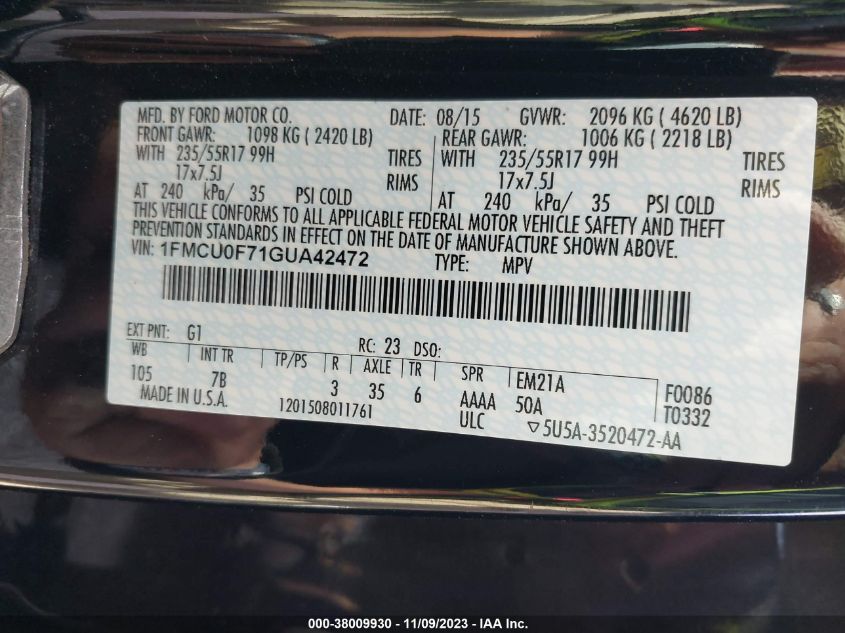 MFD. BY FORD MOTOR CO. DATE: 08/15 GVWR: 2096 KG ( 4620 LB)
FRONT GAWR: 1098 KG ( 2420 LB) REAR GAWR: 1006 KG ( 2218 LB)
WITH 235/55R17 99H TIRES WITH 235/55R17 99H TIRES
17x7.5J RIMS 17x7.5J RIMS
AT 240 kPa/ 35 PSI COLD AT 240 kPa/ 35 PSI COLD
THIS VEHICLE CONFORMS TO ALL APPLICABLE FEDERAL MOTOR VEHICLE SAFETY AND THEFT
PREVENTION STANDARDS IN EFFECT ON THE DATE OF MANUFACTURE SHOWN ABOVE.
VIN: 1FMCU0F71GUA42472 TYPE: MPV
EXT PNT: G1 RC: 23 DSO:
WB INT TR TP/PS R AXLE TR SPR EM21A F0086
105 7B 3 35 6 AAAA 50A T0332
MADE IN U.S.A. 1201508011761 ULC ▽5U5A-3520472-AA
000-38009930 - 11/09/2023 - IAA Inc.